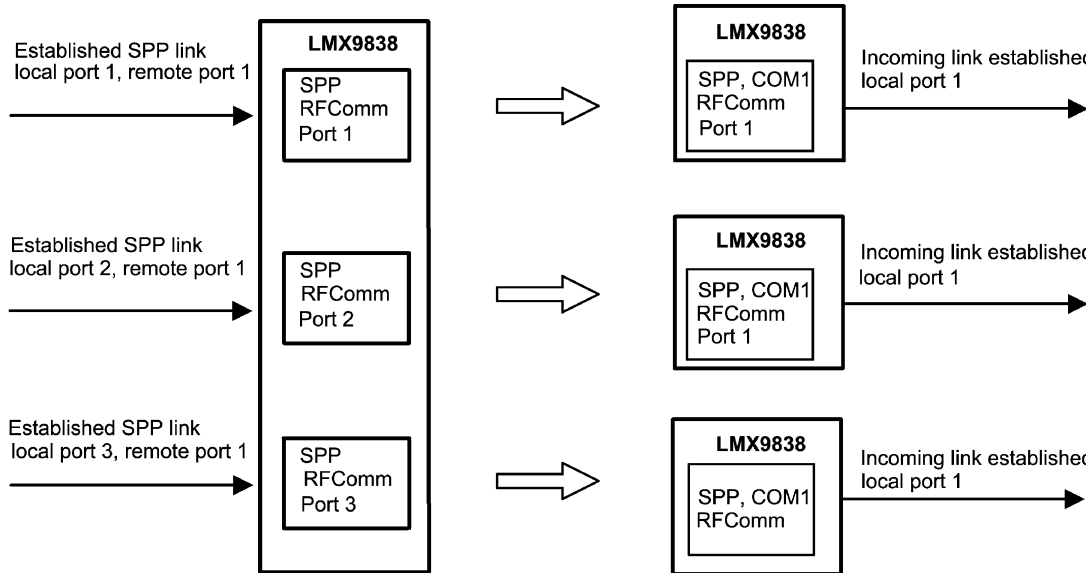 Established SPP link
local port 1, remote port 1
LMX9838
SPP
RFComm
Port 1
LMX9838
SPP, COM1
RFComm
Port 1
Incoming link established
local port 1
Established SPP link
local port 2, remote port 1
SPP
RFComm
Port 2
LMX9838
SPP, COM1
RFComm
Port 1
Incoming link established
local port 1
Established SPP link
local port 3, remote port 1
SPP
RFComm
Port 3
LMX9838
SPP, COM1
RFComm
Incoming link established
local port 1